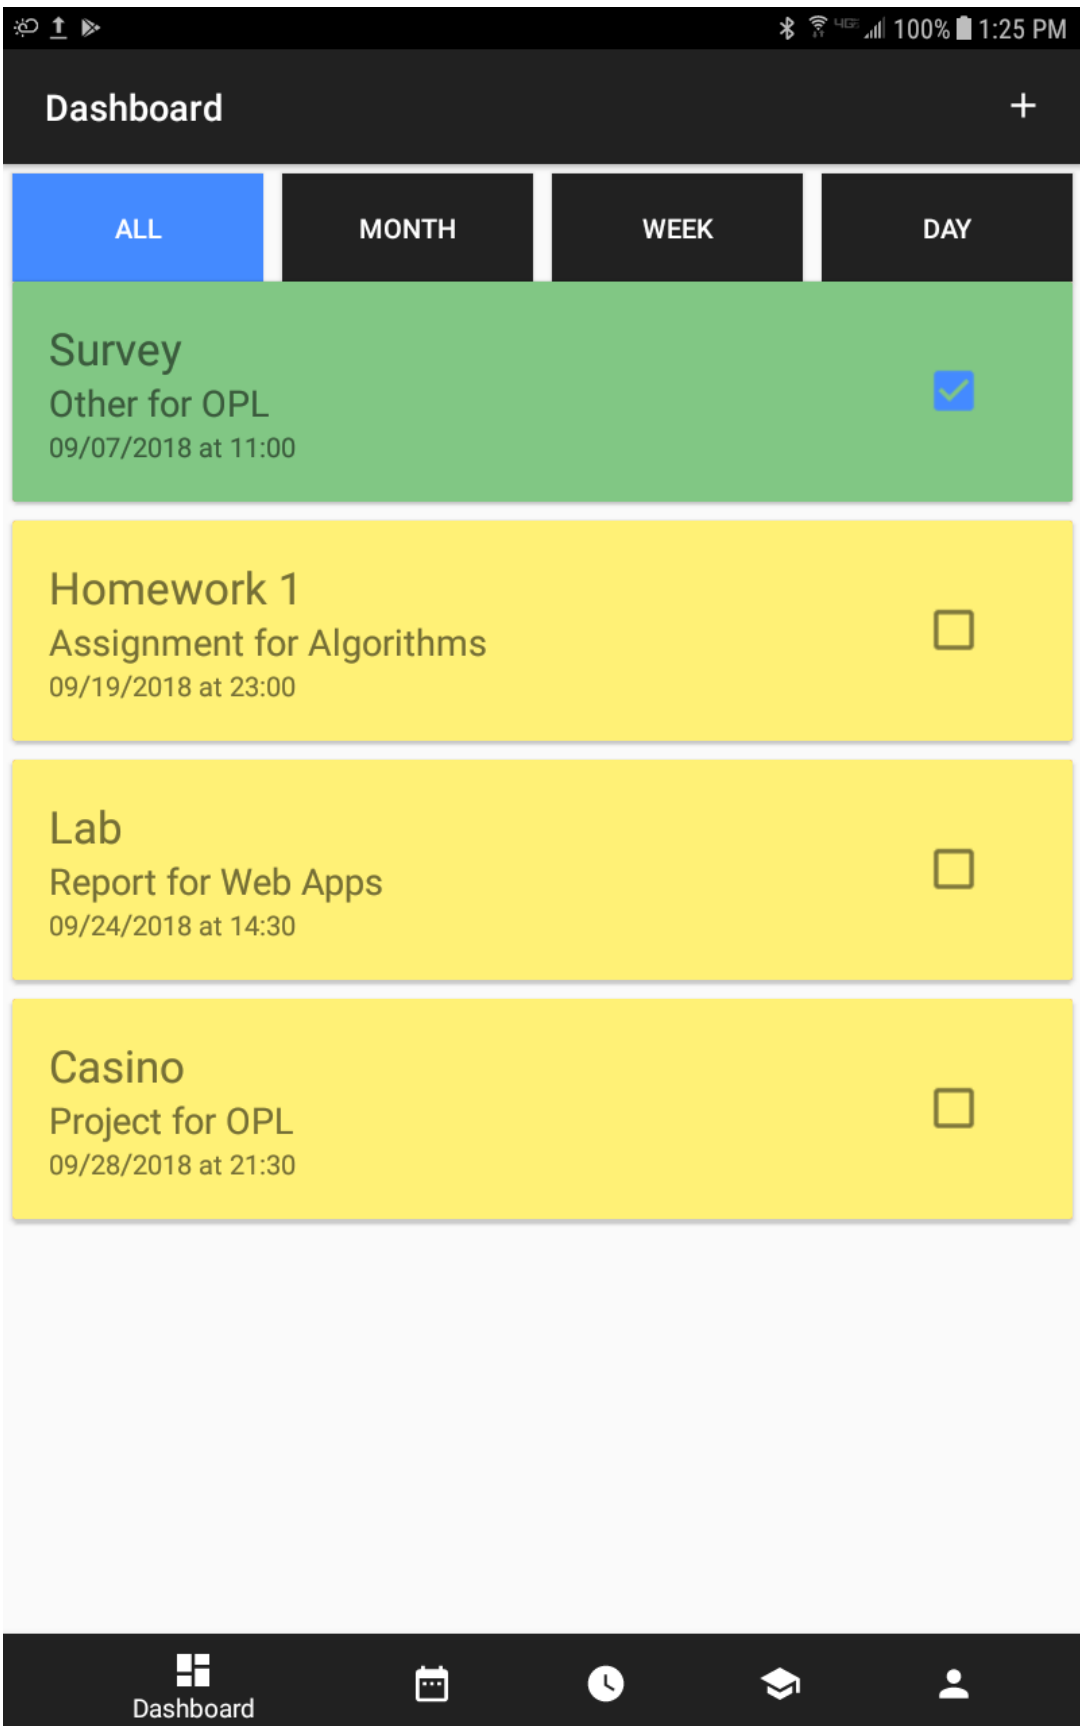 4GE 100% 1:25 PM
Dashboard +
ALL MONTH WEEK DAY
Survey
Other for OPL
09/07/2018 at 11:00
Homework 1
Assignment for Algorithms
09/19/2018 at 23:00
Lab
Report for Web Apps
09/24/2018 at 14:30
Casino
Project for OPL
09/28/2018 at 21:30
Dashboard